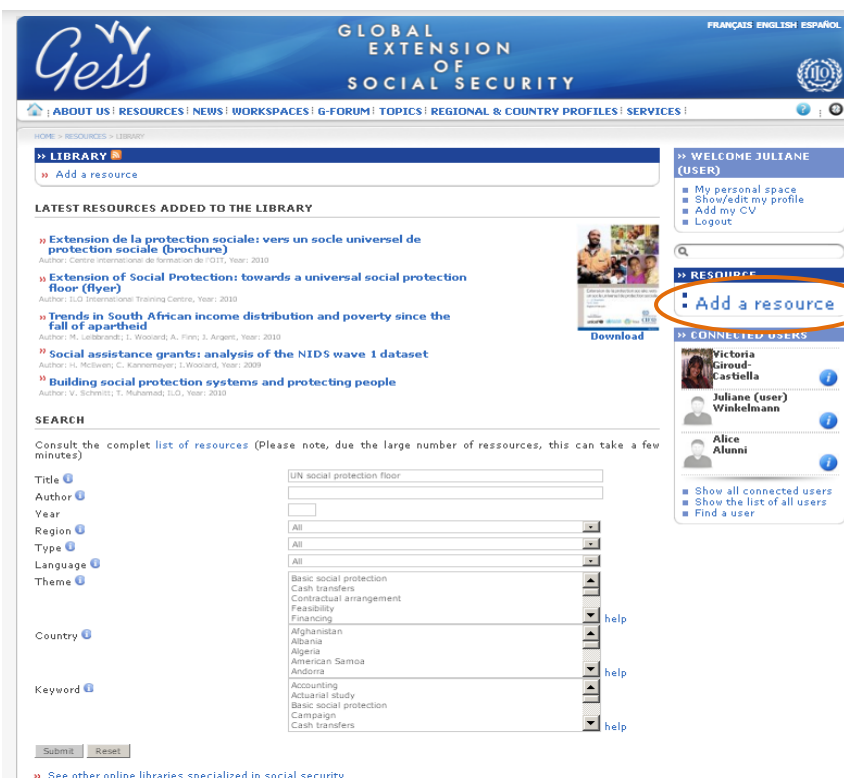 Gess
GLOBAL
EXTENSION
OF
SOCIAL SECURITY
FRANÇAIS ENGLISH ESPAÑOL
ABOUT US RESOURCES NEWS WORKSPACES G-FORUM TOPICS REGIONAL & COUNTRY PROFILES SERVICES
HOME > RESOURCES > LIBRARY
» LIBRARY
» Add a resource
LATEST RESOURCES ADDED TO THE LIBRARY
» Extension de la protection sociale: vers un socle universel de
protection sociale (brochure)
Author: Centre international de formation de l'OIT, Year: 2010
» Extension of Social Protection: towards a universal social protection
floor (flyer)
Author: ILO International Training Centre, Year: 2010
» Trends in South African income distribution and poverty since the
fall of apartheid
Author: M. Leibbrandt; I. Woolard; A. Finn; J. Argent, Year: 2010
» Social assistance grants: analysis of the NIDS wave 1 dataset
Author: H. McEwen; C. Kannemeyer; I.Woolard, Year: 2009
» Building social protection systems and protecting people
Author: V. Schmitt; T. Muhamad; ILO, Year: 2010
Download
SEARCH
Consult the complet list of resources (Please note, due the large number of ressources, this can take a few
minutes)
Title
UN social protection floor
Author
Year
Region
All
Type
All
Language
All
Theme
Basic social protection
Cash transfers
Contractual arrangement
Feasibility
Financing
help
Country
Afghanistan
Albania
Algeria
American Samoa
Andorra
help
Keyword
Accounting
Actuarial study
Basic social protection
Campaign
Cash transfers
help
Submit Reset
» See other online libraries specialized in social security
» WELCOME JULIANE
(USER)
My personal space
Show/edit my profile
Add my CV
Logout
» RESOURCE
Add a resource
» CONNECTED USERS
Victoria
Giroud-
Castiella
Juliane (user)
Winkelmann
Alice
Alunni
Show all connected users
Show the list of all users
Find a user